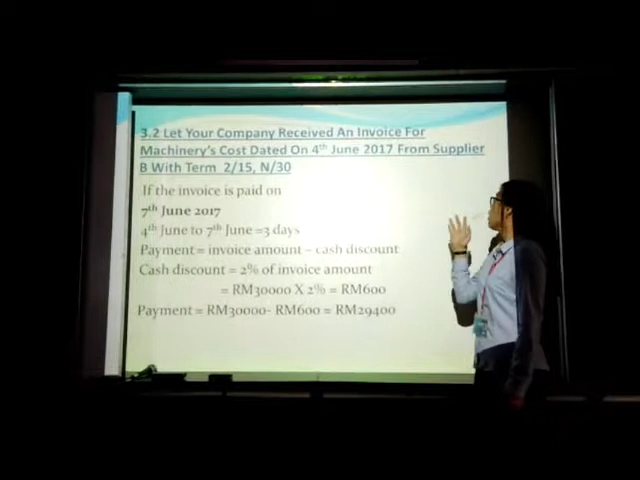 3.2 Let Your Company Received An Invoice For
Machinery's Cost Dated On 4th June 2017 From Supplier
B With Term 2/15, N/30
If the invoice is paid on
7th June 2017
4th June to 7th June =3 days
Payment = invoice amount – cash discount
Cash discount = 2% of invoice amount
= RM30000 X 2% = RM600
Payment = RM30000- RM600 = RM29400